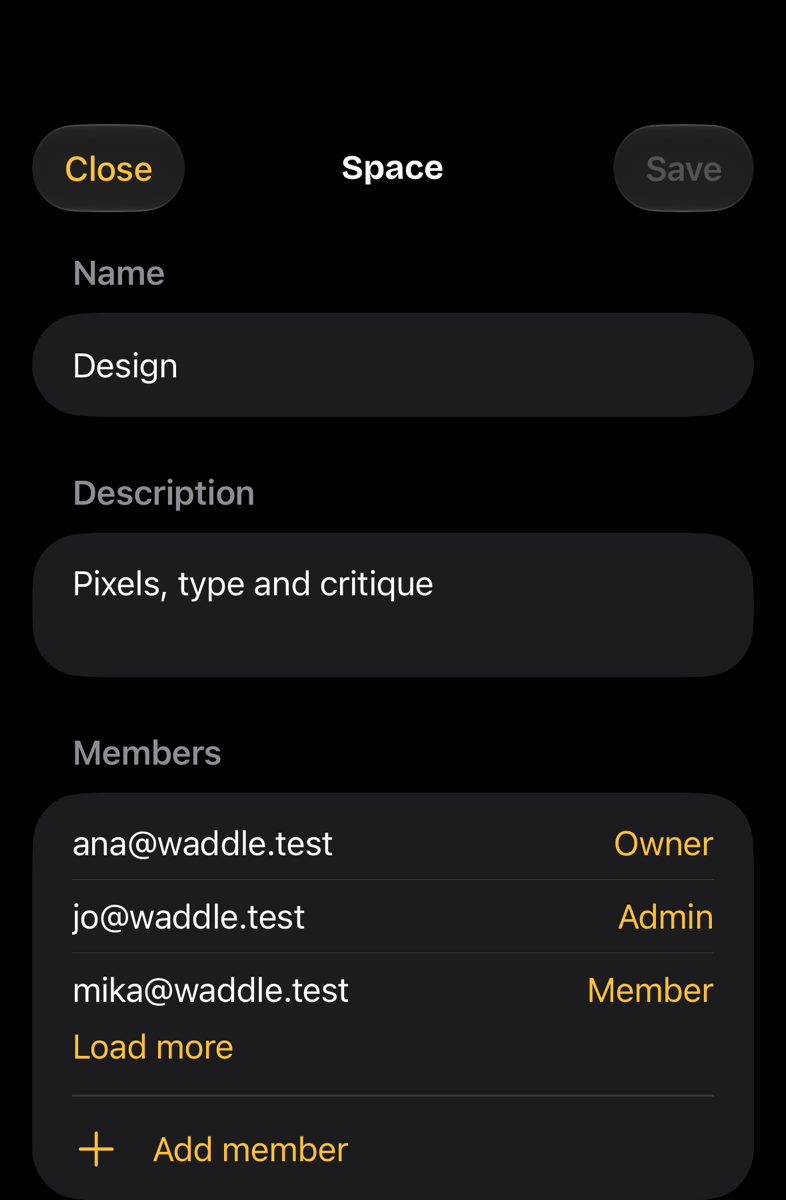 Close
Space
Save
Name
Design
Description
Pixels, type and critique
Members
ana@waddle.test
Owner
jo@waddle.test
Admin
mika@waddle.test
Member
Load more
Add member